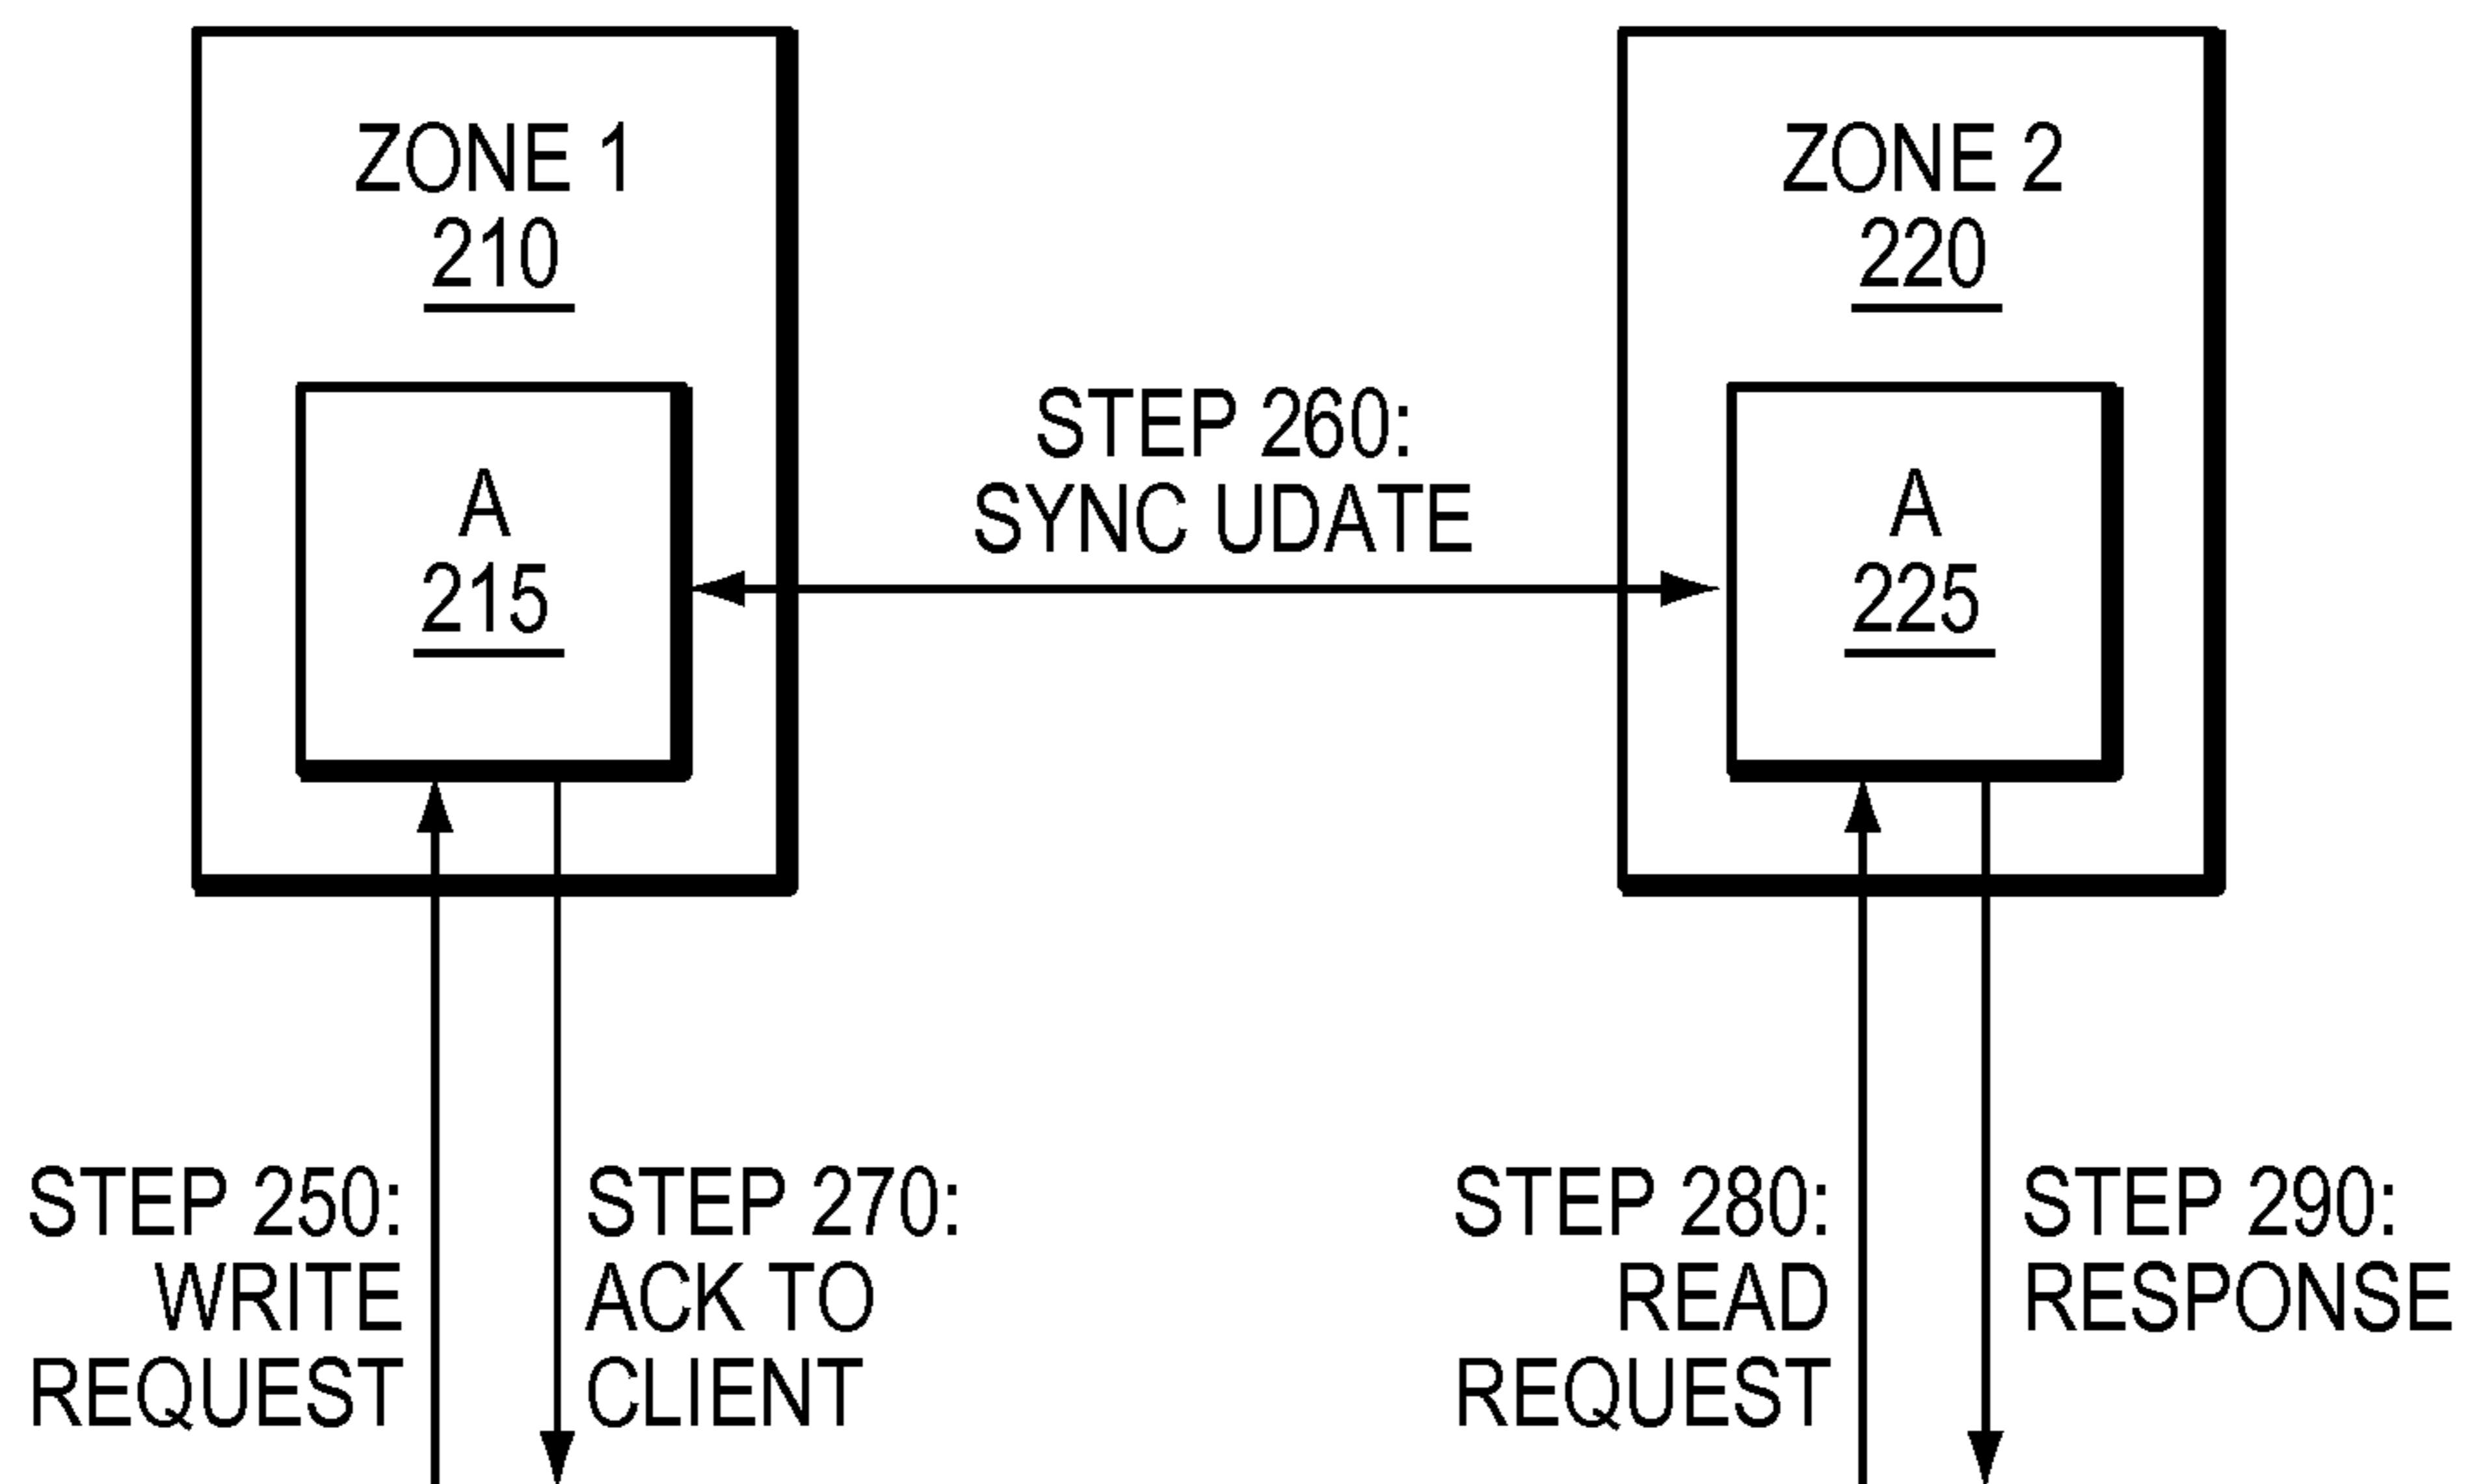 ZONE 1
210
A
215
STEP 260:
SYNC UDATE
ZONE 2
220
A
225
STEP 250:
WRITE
REQUEST
STEP 270:
ACK TO
CLIENT
STEP 280:
READ
REQUEST
STEP 290:
RESPONSE